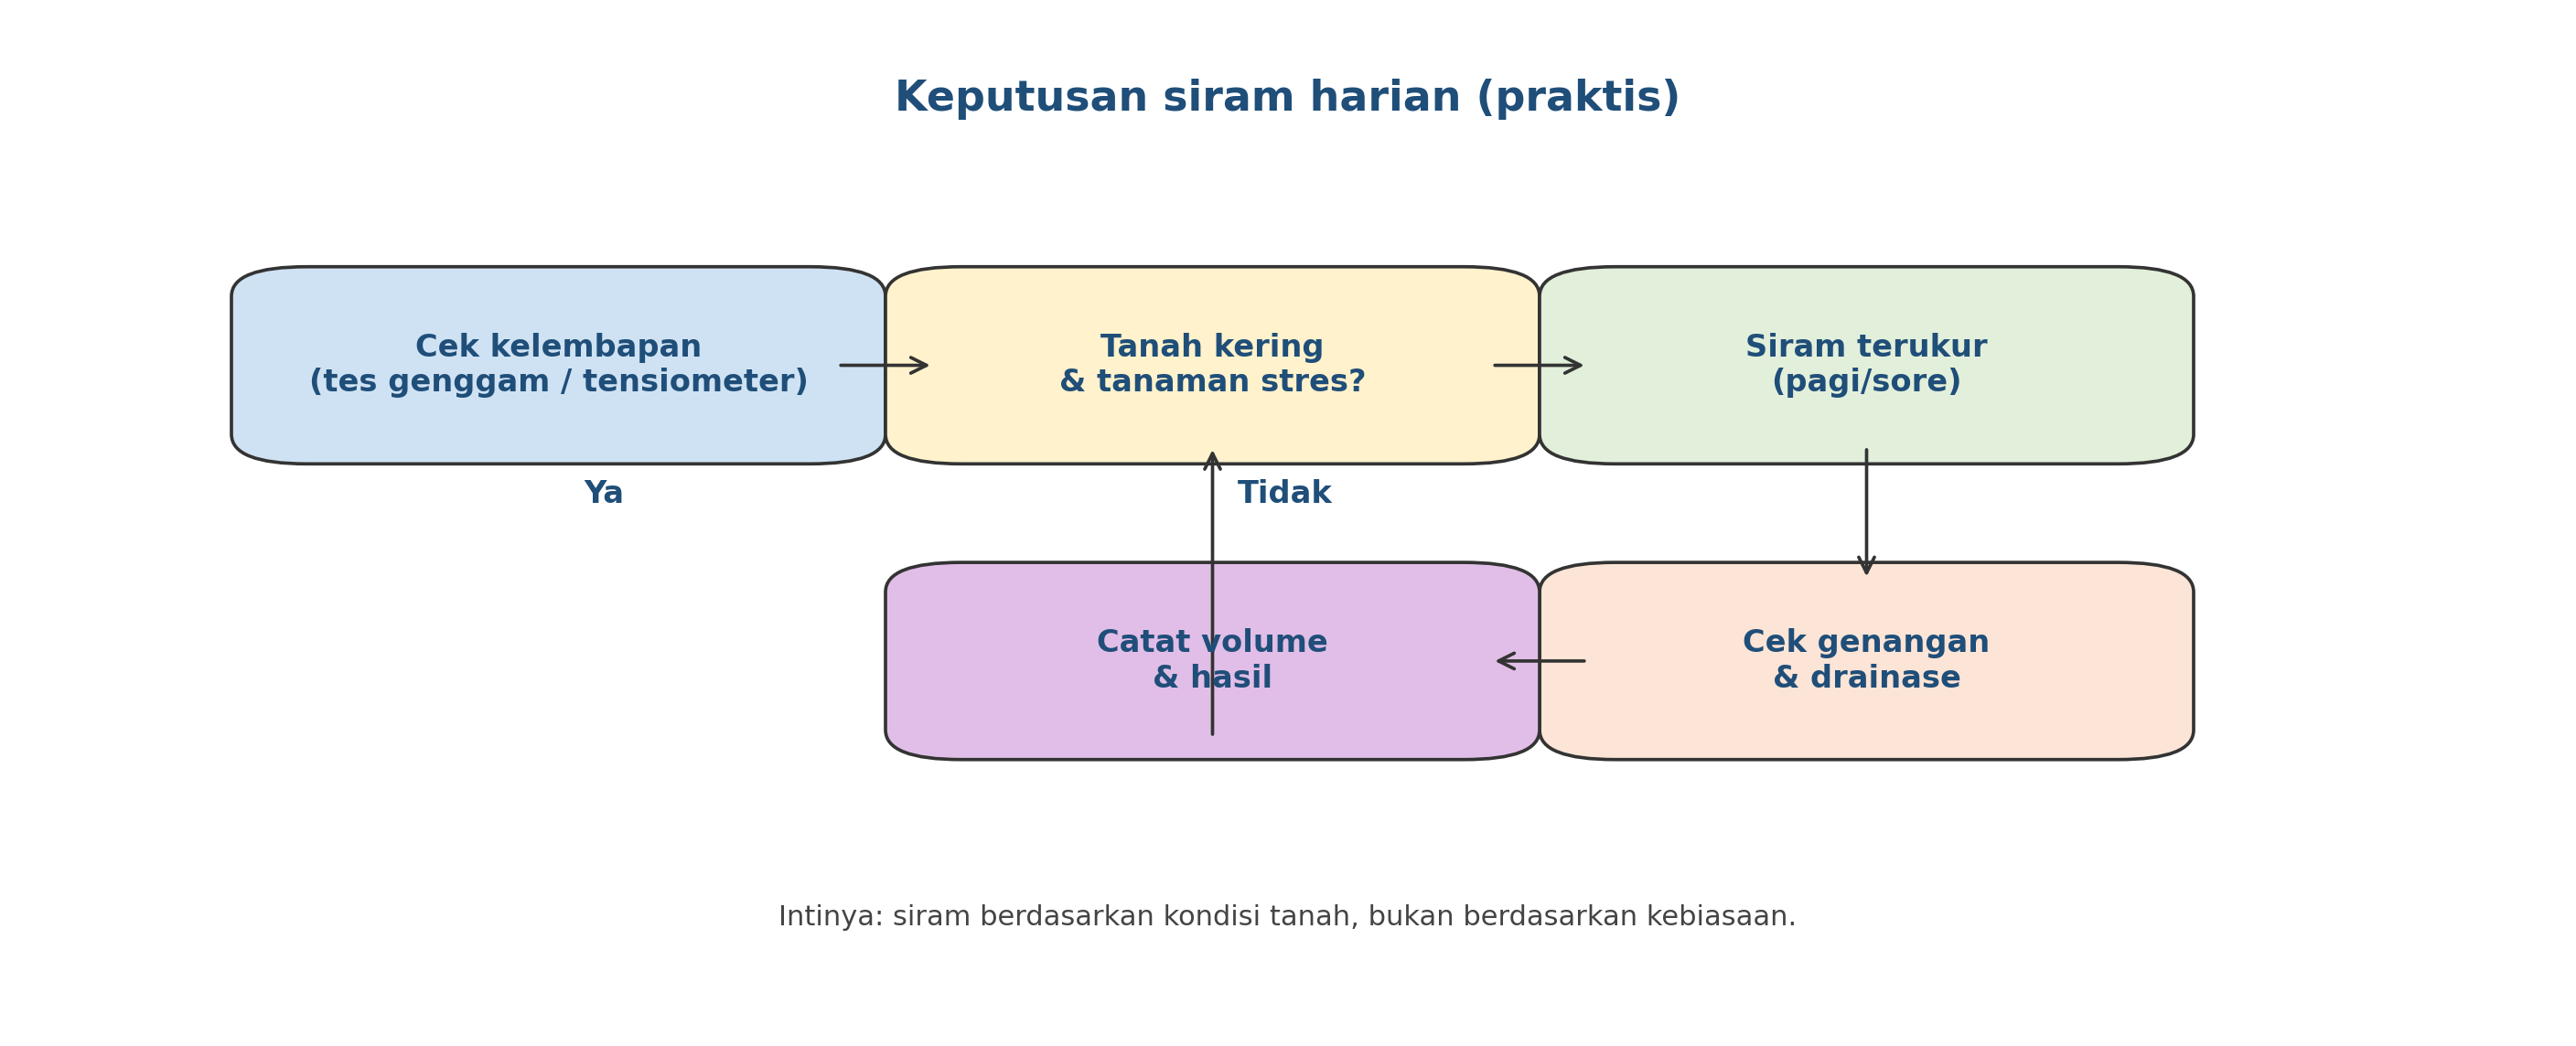 Keputusan siram harian (praktis)
Cek kelembapan
(tes genggam / tensiometer)
Tanah kering
& tanaman stres?
Siram terukur
(pagi/sore)
Ya
Tidak
Catat volume
& hasil
Cek genangan
& drainase
Intinya: siram berdasarkan kondisi tanah, bukan berdasarkan kebiasaan.